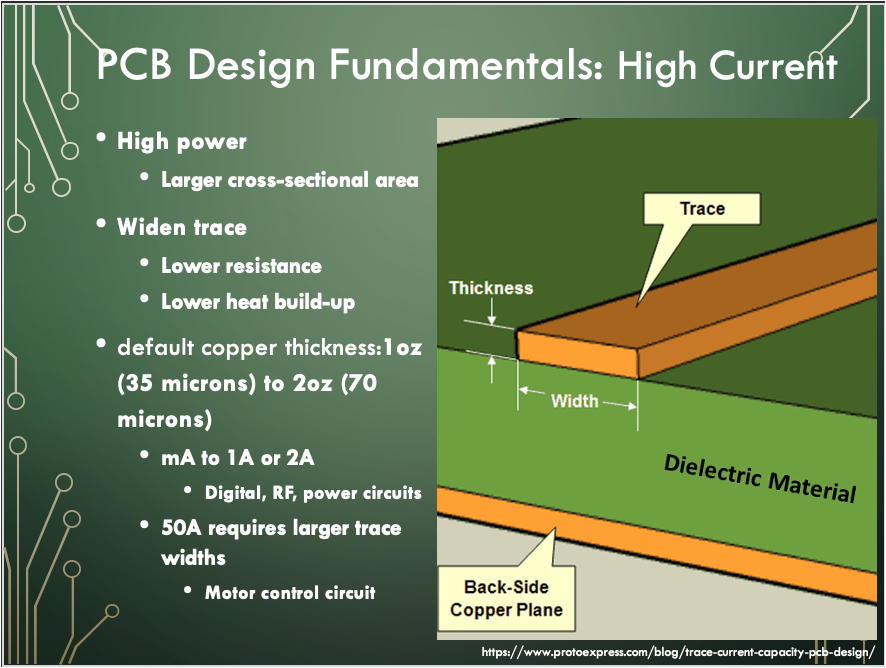 PCB Design Fundamentals: High Current
• High power
• Larger cross-sectional area
• Widen trace
• Lower resistance
• Lower heat build-up
• default copper thickness:1oz
(35 microns) to 2oz (70
microns)
• mA to 1A or 2A
• Digital, RF, power circuits
• 50A requires larger trace
widths
• Motor control circuit
Trace
Thickness
Width
Dielectric Material
Back-Side
Copper Plane
https://www.protoexpress.com/blog/trace-current-capacity-pcb-design/